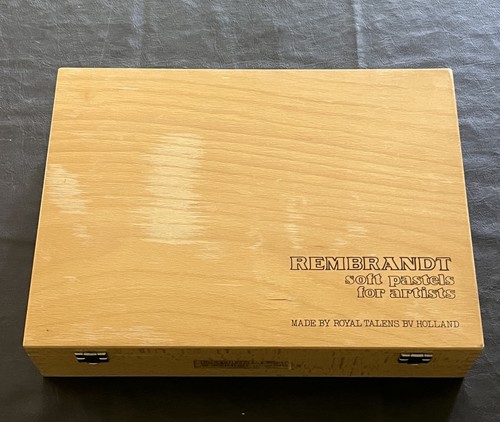 REMBRANDT
soft pastels
for artists
MADE BY ROYAL TALENS BV HOLLAND